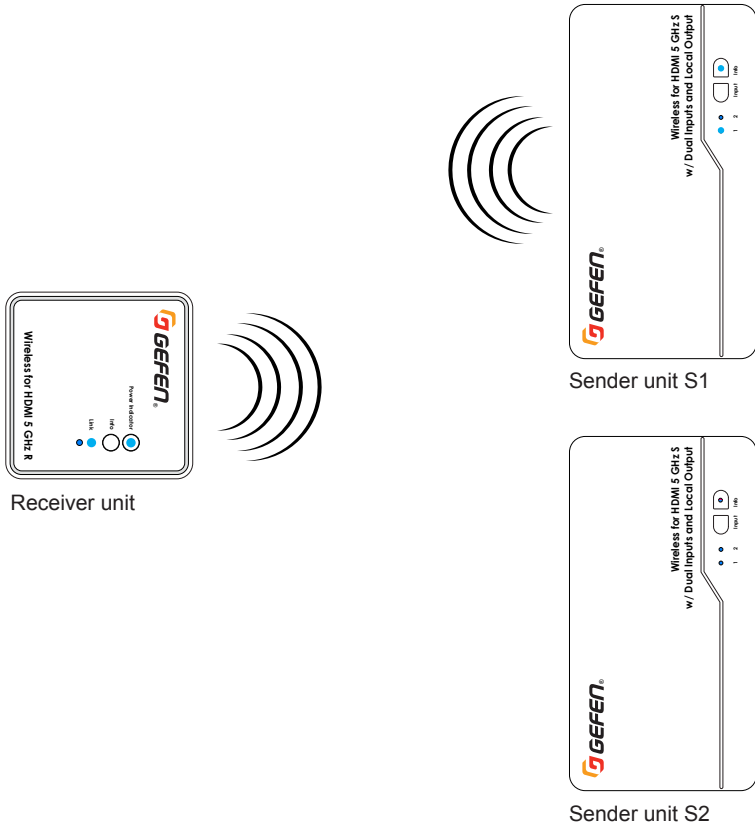 GEFEN®
Wireless for HDMI 5 GHz R
Power Indicator
Info
Link
Receiver unit
GEFEN®
Wireless for HDMI 5 GHz S
w/ Dual Inputs and Local Output
Info
Input
1 2
Sender unit S1
GEFEN®
Wireless for HDMI 5 GHz S
w/ Dual Inputs and Local Output
Info
Input
1 2
Sender unit S2